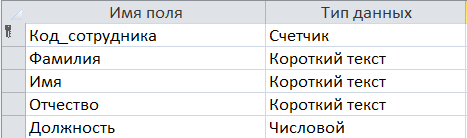 Имя поля Тип данных
Код_сотрудника Счетчик
Фамилия Короткий текст
Имя Короткий текст
Отчество Короткий текст
Должность Числовой